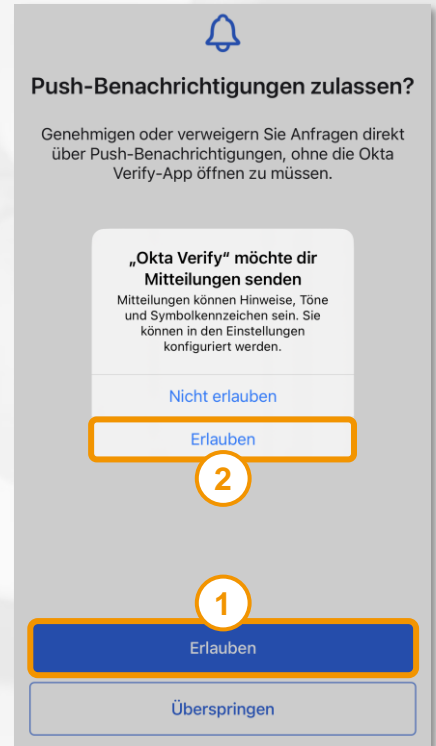 Push-Benachrichtigungen zulassen?
Genehmigen oder verweigern Sie Anfragen direkt
über Push-Benachrichtigungen, ohne die Okta
Verify-App öffnen zu müssen.
„Okta Verify“ möchte dir
Mitteilungen senden
Mitteilungen können Hinweise, Töne
und Symbolkennzeichen sein. Sie
können in den Einstellungen
konfiguriert werden.
Nicht erlauben
Erlauben
2
1
Erlauben
Überspringen